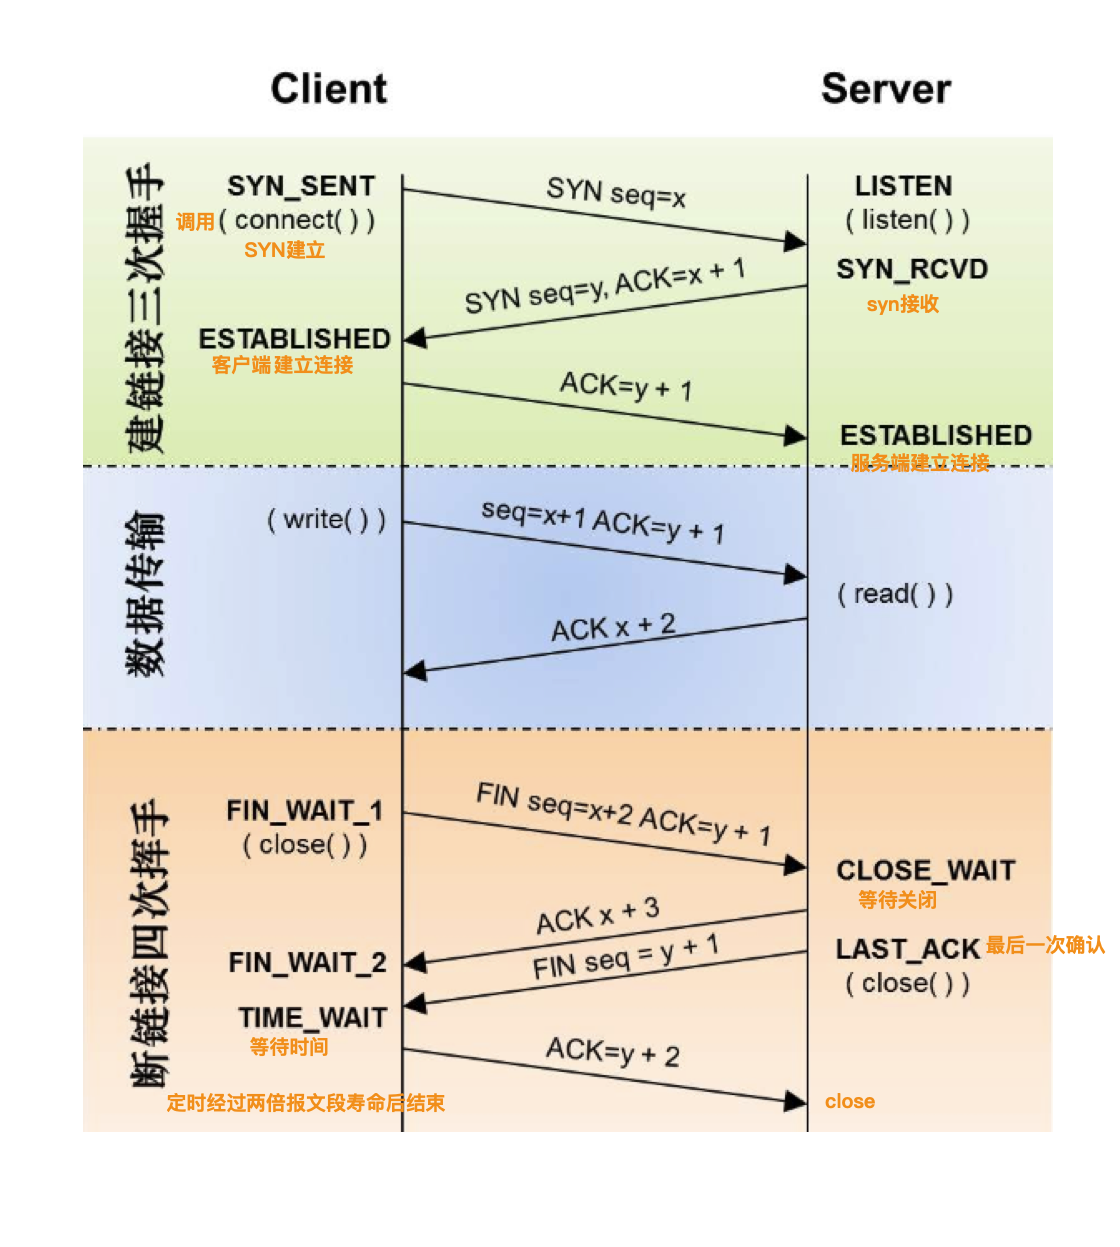 Client
Server
建链接三次握手
SYN_SENT
调用 ( connect( ) )
SYN建立
SYN seq=x
LISTEN
( listen( ) )
SYN_RCVD
syn接收
SYN seq=y, ACK=x + 1
ESTABLISHED
客户端 建立连接
ACK=y + 1
ESTABLISHED
服务端建立连接
数据传输
( write( ) )
seq=x+1 ACK=y + 1
( read( ) )
ACK x + 2
断链接四次挥手
FIN_WAIT_1
( close( ) )
FIN seq=x+2 ACK=y + 1
CLOSE_WAIT
等待关闭
ACK x + 3
LAST_ACK 最后一次确认
( close( ) )
FIN_WAIT_2
FIN seq = y + 1
TIME_WAIT
等待时间
ACK=y + 2
定时经过两倍报文段寿命后结束
close